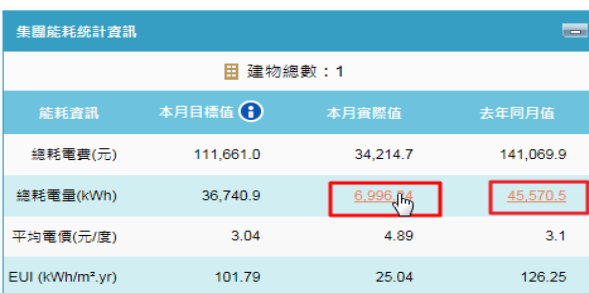 集團能耗統計資訊
建物總數：1
能耗資訊 本月目標值 本月實際值 去年同月值
總耗電費(元) 111,661.0 34,214.7 141,069.9
總耗電量(kWh) 36,740.9 45,570.5
平均電價(元/度) 3.04 4.89 3.1
EUI (kWh/m².yr) 101.79 25.04 126.25